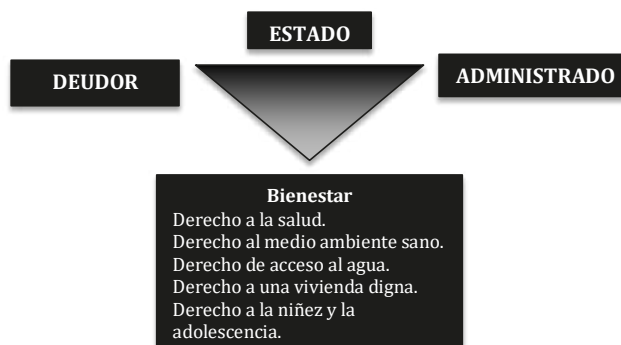 ESTADO
DEUDOR
ADMINISTRADO
Bienestar
Derecho a la salud.
Derecho al medio ambiente sano.
Derecho de acceso al agua.
Derecho a una vivienda digna.
Derecho a la niñez y la
adolescencia.